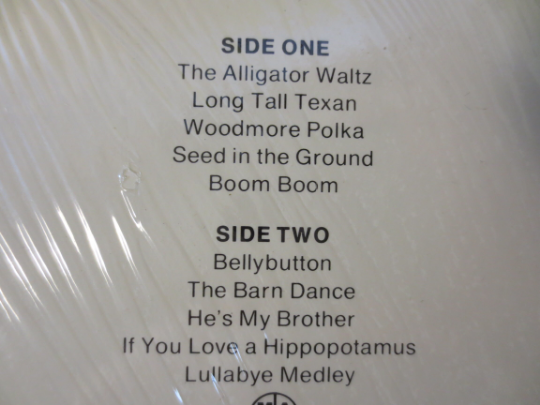 SIDE ONE
The Alligator Waltz
Long Tall Texan
Woodmore Polka
Seed in the Ground
Boom Boom
SIDE TWO
Bellybutton
The Barn Dance
He's My Brother
If You Love a Hippopotamus
Lullabye Medley